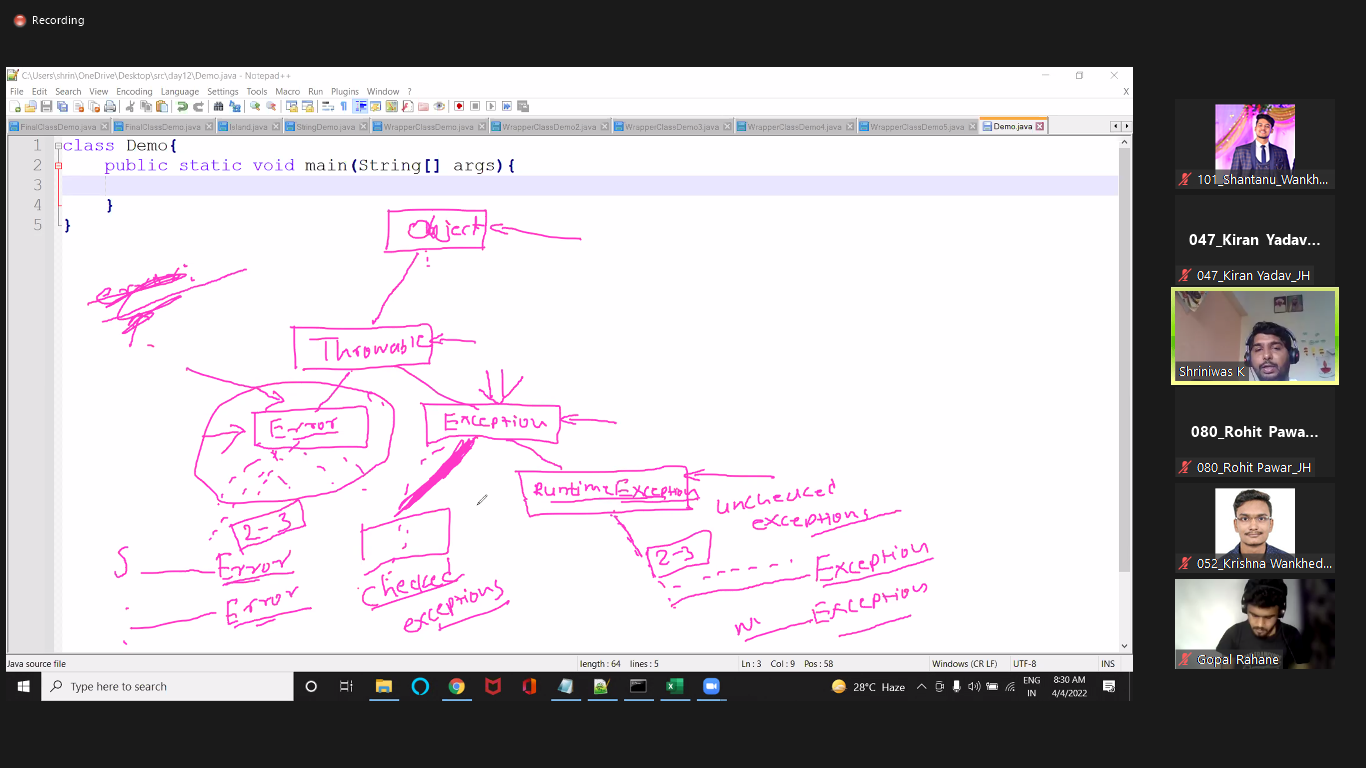 Recording
C:\Users\shrin\OneDrive\Desktop\src\day12\Demo.java - Notepad++
File Edit Search View Encoding Language Settings Tools Macro Run Plugins Window ? X
FinalClassDemo.java FinalClassDemo.java Island.java StringDemo.java WrapperClassDemo.java WrapperClassDemo2.java WrapperClassDemo3.java WrapperClassDemo4.java WrapperClassDemo5.java Demo.java
1 class Demo{
2 public static void main(String[] args){
3
4 }
5 }
Object
Throwable
Error
Exception
RuntimeException
unchecked
exceptions
2-3
2-3
Error
Error
Checked
exceptions
Exception
Exception
Java source file length : 64 lines : 5 Ln : 3 Col : 9 Pos : 58 Windows (CR LF) UTF-8 INS
Type here to search
28°C Haze
ENG
IN
8:30 AM
4/4/2022
101_Shantanu_Wankh...
047_Kiran Yadav...
047_Kiran Yadav_JH
Shriniwas K
080_Rohit Pawar...
080_Rohit Pawar_JH
052_Krishna Wankhed...
Gopal Rahane